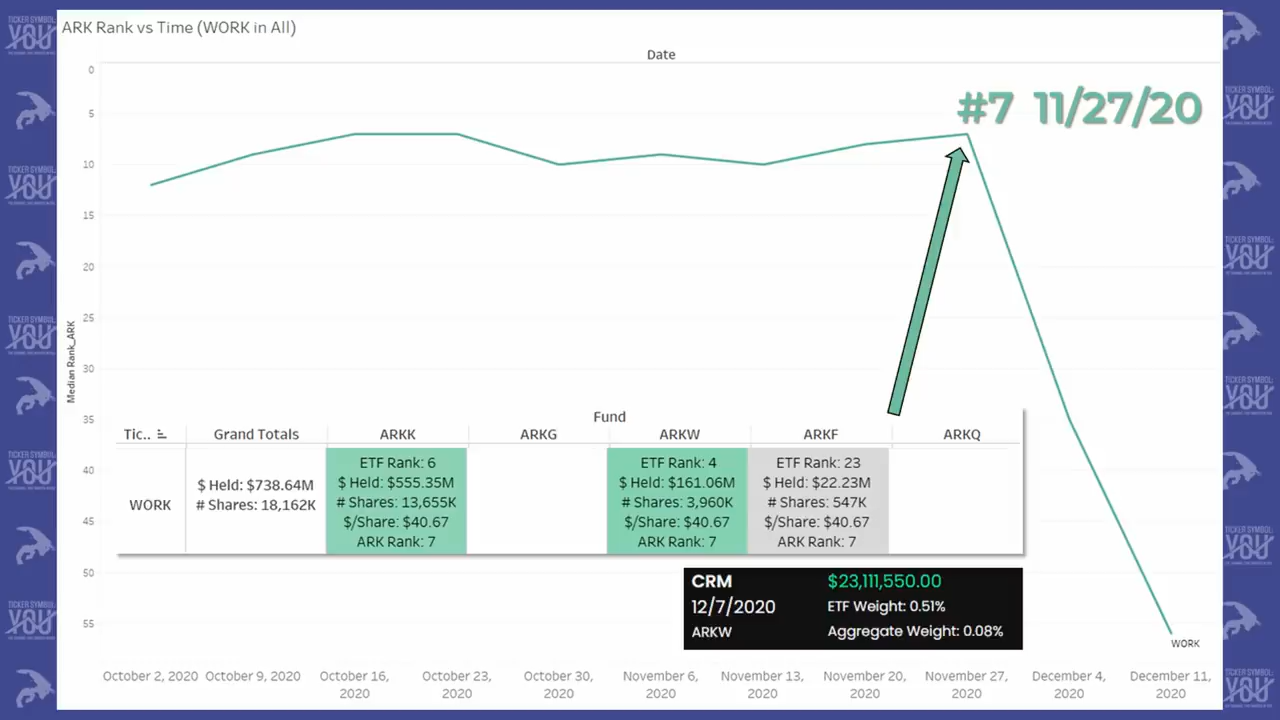 ARK Rank vs Time (WORK in All)
Date
#7 11/27/20
0
5
10
15
20
25
30
35
40
45
50
55
Median Rank_ARK
Fund
Tic.. Grand Totals ARKK ARKG ARKW ARKF ARKQ
WORK
$ Held: $738.64M
# Shares: 18,162K
ETF Rank: 6
$ Held: $555.35M
# Shares: 13,655K
$/Share: $40.67
ARK Rank: 7
ETF Rank: 4
$ Held: $161.06M
# Shares: 3,960K
$/Share: $40.67
ARK Rank: 7
ETF Rank: 23
$ Held: $22.23M
# Shares: 547K
$/Share: $40.67
ARK Rank: 7
CRM $23,111,550.00
12/7/2020 ETF Weight: 0.51%
ARKW Aggregate Weight: 0.08%
WORK
October 2, 2020
October 9, 2020
October 16, 2020
October 23, 2020
October 30, 2020
November 6, 2020
November 13, 2020
November 20, 2020
November 27, 2020
December 4, 2020
December 11, 2020
TICKER SYMBOL:
YOU